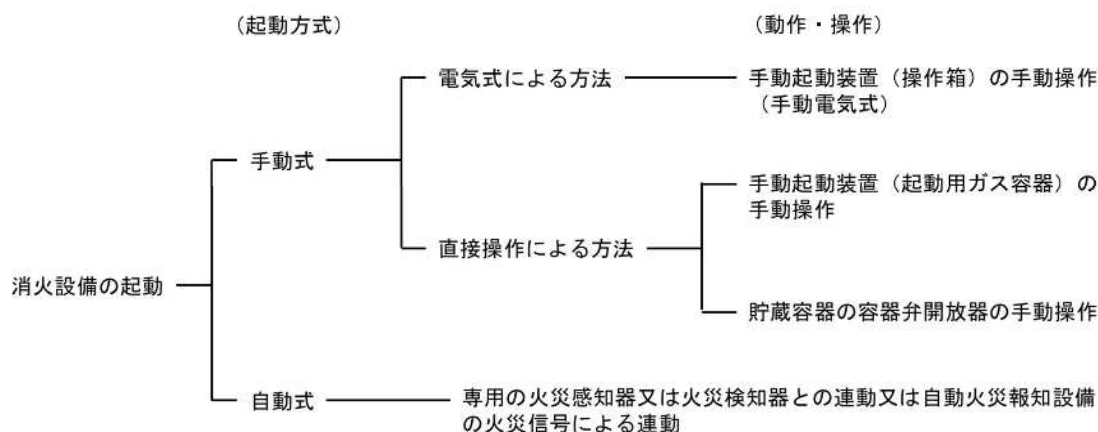 （起動方式）
（動作・操作）
電気式による方法
手動起動装置（操作箱）の手動操作
（手動電気式）
手動式
手動起動装置（起動用ガス容器）の
手動操作
直接操作による方法
消火設備の起動
貯蔵容器の容器弁開放器の手動操作
自動式
専用の火災感知器又は火災検知器との連動又は自動火災報知設備
の火災信号による連動